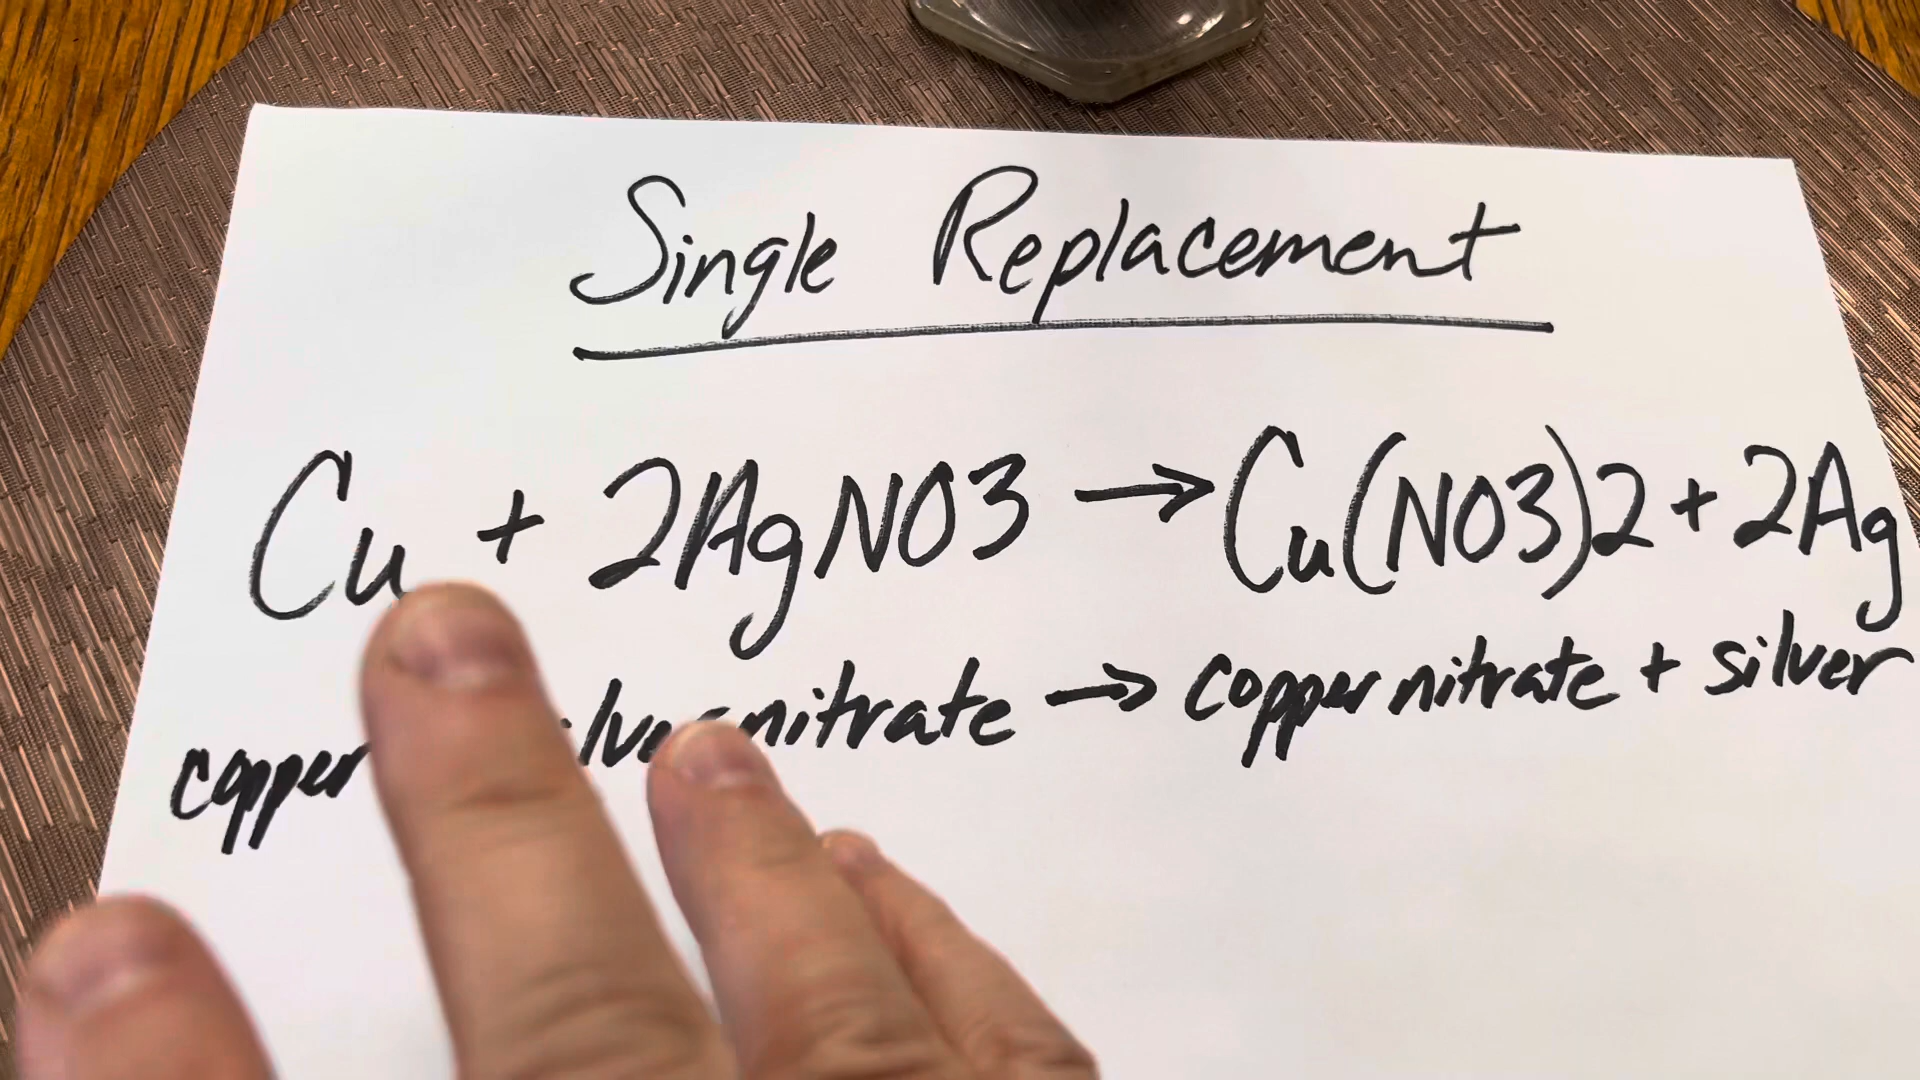 Single Replacement
Cu + 2AgNO3 → Cu(NO3)2 + 2Ag
copper nitrate → copper nitrate + silver